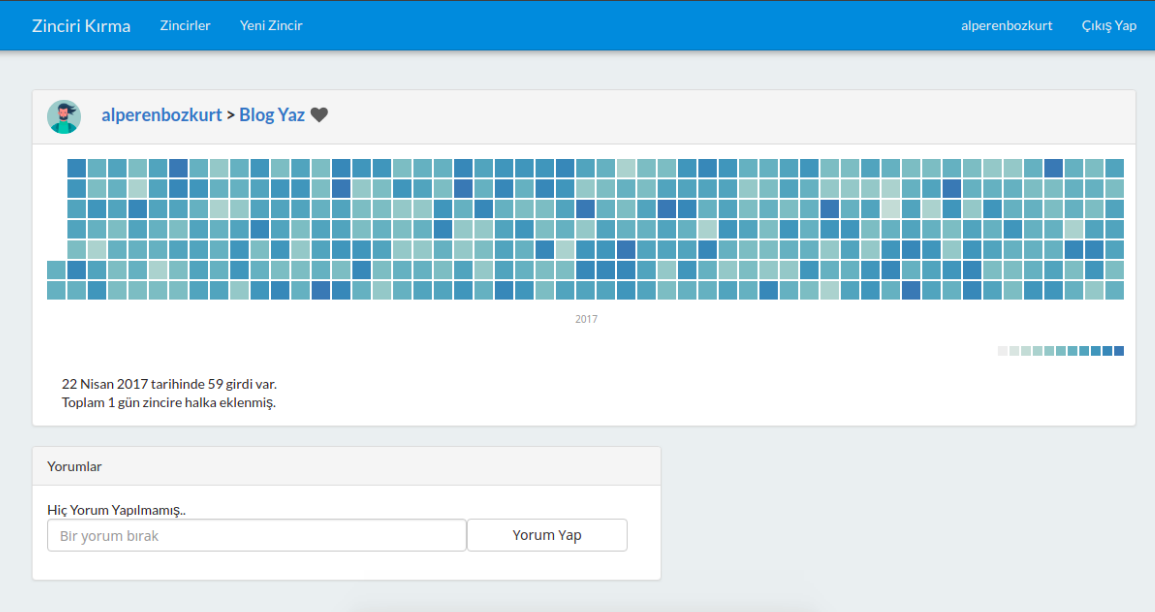 Zinciri Kırma Zincirler Yeni Zincir alperenbozkurt Çıkış Yap
alperenbozkurt > Blog Yaz
2017
22 Nisan 2017 tarihinde 59 girdi var.
Toplam 1 gün zincire halka eklenmiş.
Yorumlar
Hiç Yorum Yapılmamış..
Bir yorum bırak Yorum Yap